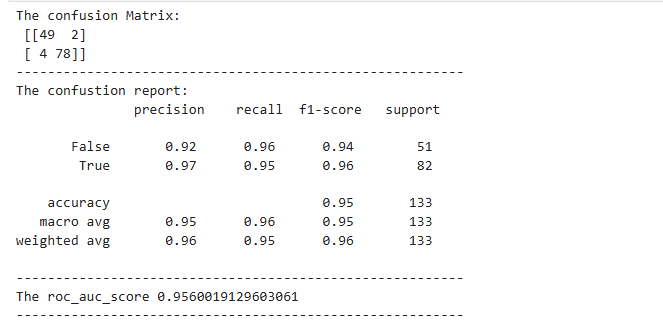 The confusion Matrix:
[[49  2]
[ 4 78]]
---------------------------------------------------------
The confustion report:
precision    recall  f1-score   support
False       0.92      0.96      0.94        51
True       0.97      0.95      0.96        82
accuracy                           0.95       133
macro avg       0.95      0.96      0.95       133
weighted avg       0.96      0.95      0.96       133
---------------------------------------------------------
The roc_auc_score 0.9560019129603061
---------------------------------------------------------